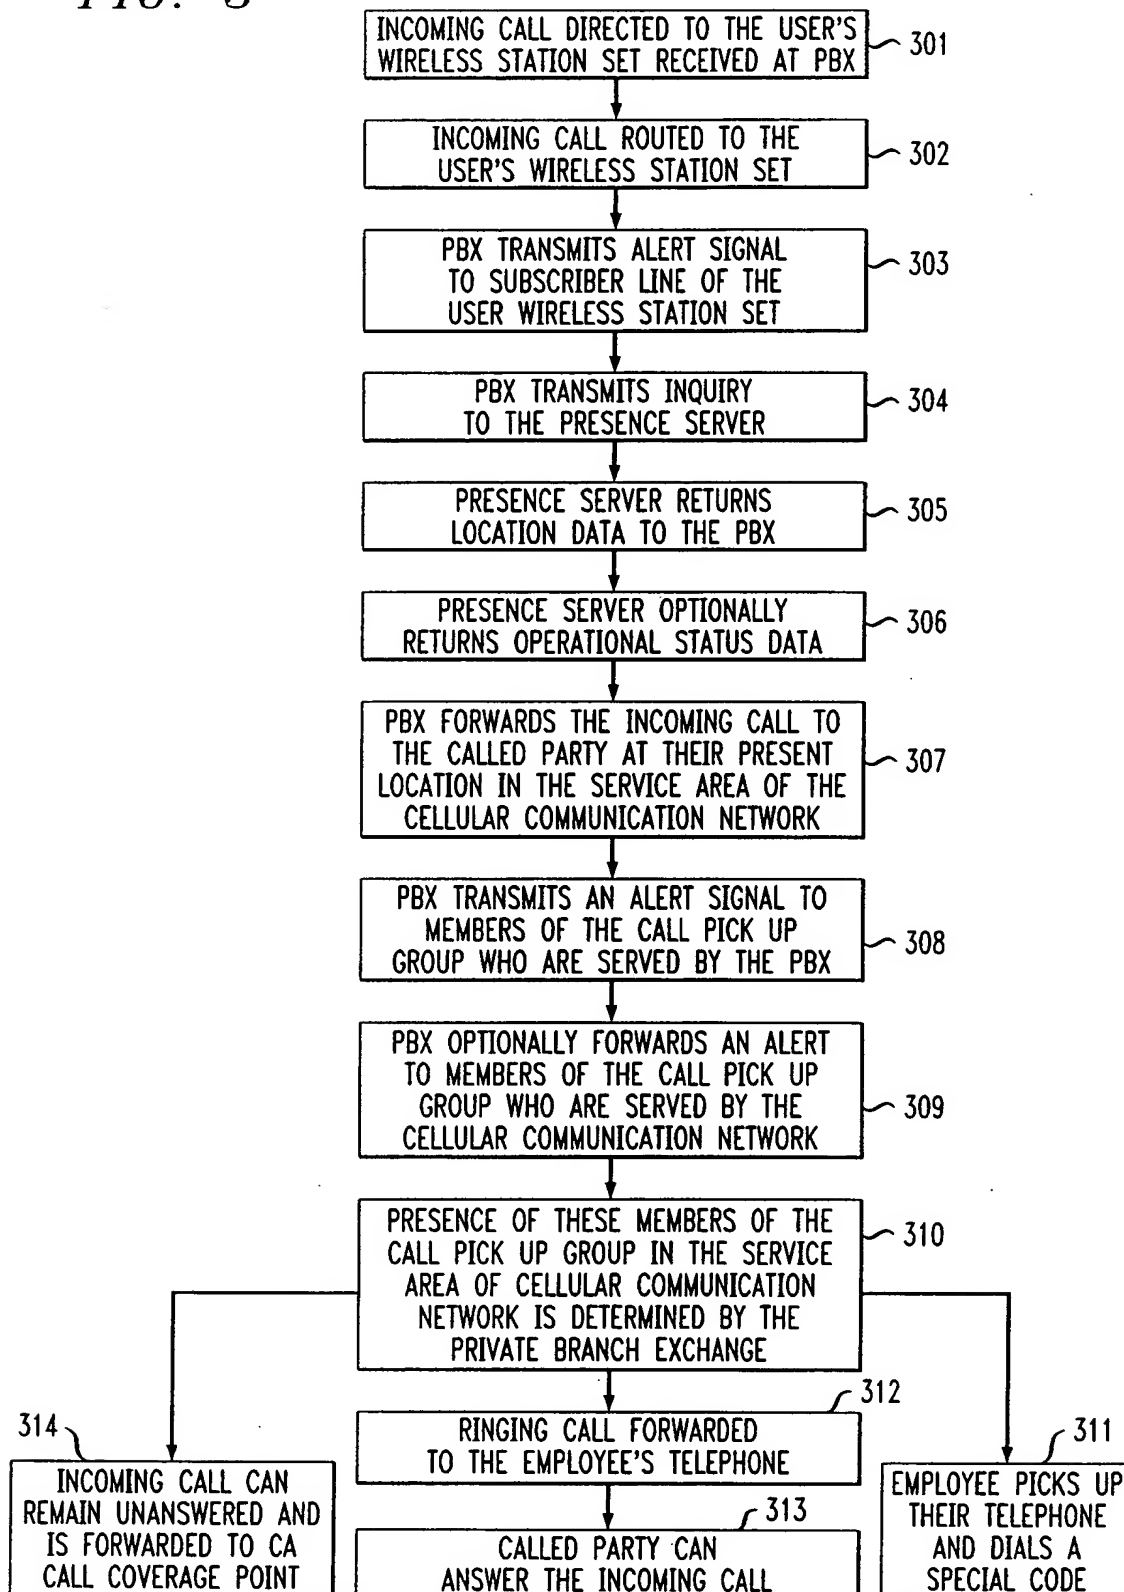 FIG. 3
INCOMING CALL DIRECTED TO THE USER'S
WIRELESS STATION SET RECEIVED AT PBX
301
INCOMING CALL ROUTED TO THE
USER'S WIRELESS STATION SET
302
PBX TRANSMITS ALERT SIGNAL
TO SUBSCRIBER LINE OF THE
USER WIRELESS STATION SET
303
PBX TRANSMITS INQUIRY
TO THE PRESENCE SERVER
304
PRESENCE SERVER RETURNS
LOCATION DATA TO THE PBX
305
PRESENCE SERVER OPTIONALLY
RETURNS OPERATIONAL STATUS DATA
306
PBX FORWARDS THE INCOMING CALL TO
THE CALLED PARTY AT THEIR PRESENT
LOCATION IN THE SERVICE AREA OF THE
CELLULAR COMMUNICATION NETWORK
307
PBX TRANSMITS AN ALERT SIGNAL TO
MEMBERS OF THE CALL PICK UP
GROUP WHO ARE SERVED BY THE PBX
308
PBX OPTIONALLY FORWARDS AN ALERT
TO MEMBERS OF THE CALL PICK UP
GROUP WHO ARE SERVED BY THE
CELLULAR COMMUNICATION NETWORK
309
PRESENCE OF THESE MEMBERS OF THE
CALL PICK UP GROUP IN THE SERVICE
AREA OF CELLULAR COMMUNICATION
NETWORK IS DETERMINED BY THE
PRIVATE BRANCH EXCHANGE
310
314
INCOMING CALL CAN
REMAIN UNANSWERED AND
IS FORWARDED TO CA
CALL COVERAGE POINT
312
RINGING CALL FORWARDED
TO THE EMPLOYEE'S TELEPHONE
313
CALLED PARTY CAN
ANSWER THE INCOMING CALL
311
EMPLOYEE PICKS UP
THEIR TELEPHONE
AND DIALS A
SPECIAL CODE